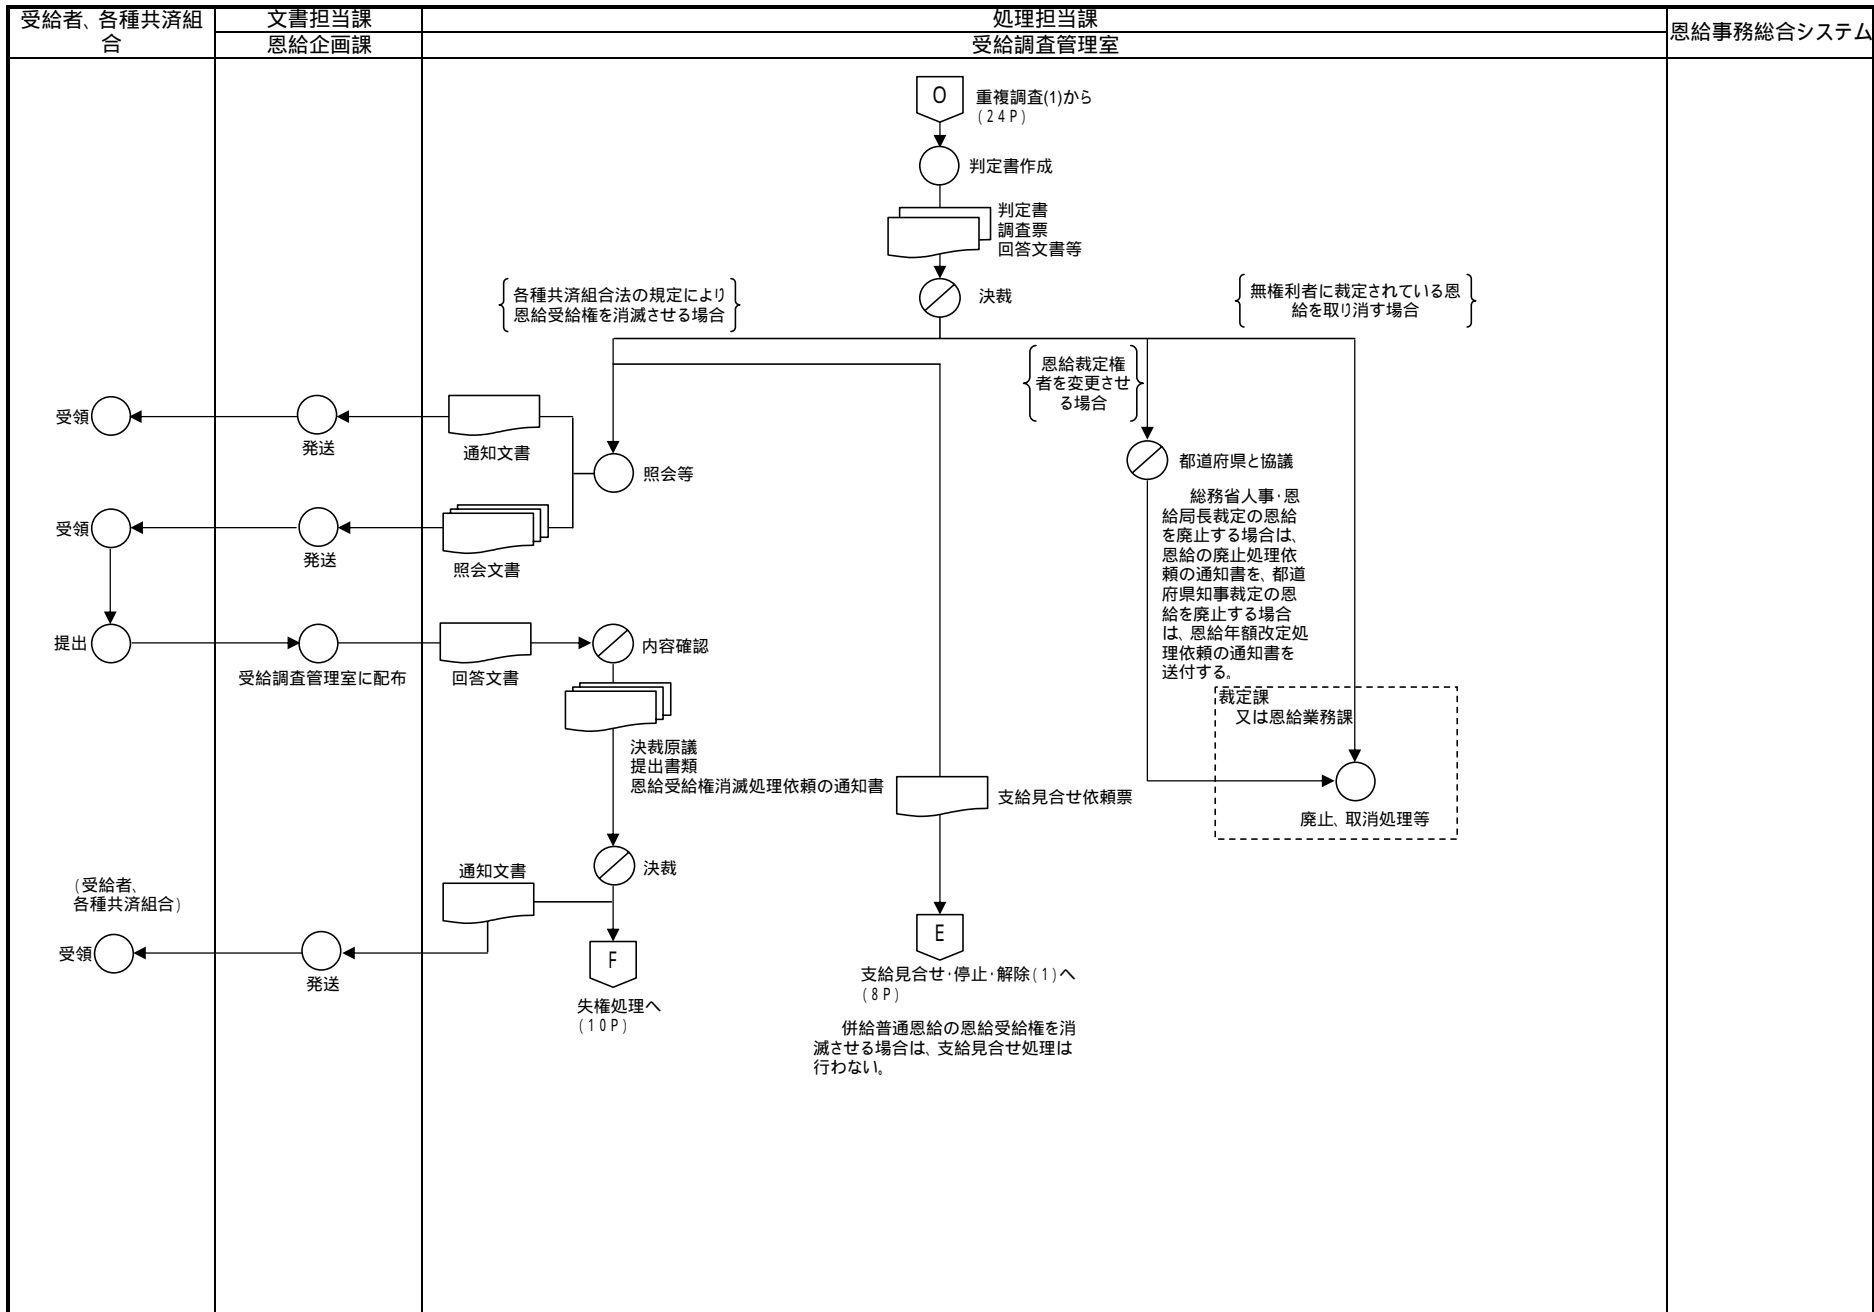 受給者、各種共済組
合
文書担当課
恩給企画課
処理担当課
受給調査管理室
恩給事務総合システム
O
重複調査(1)から
(24P)
判定書作成
判定書
調査票
回答文書等
決裁
各種共済組合法の規定により
恩給受給権を消滅させる場合
無権利者に裁定されている恩
給を取り消す場合
恩給裁定権
者を変更させ
る場合
受領
発送
通知文書
照会等
都道府県と協議
総務省人事・恩
給局長裁定の恩給
を廃止する場合は、
恩給の廃止処理依
頼の通知書を、都道
府県知事裁定の恩
給を廃止する場合
は、恩給年額改定処
理依頼の通知書を
送付する。
受領
発送
照会文書
提出
受給調査管理室に配布
回答文書
内容確認
決裁原議
提出書類
恩給受給権消滅処理依頼の通知書
支給見合せ依頼票
裁定課
又は恩給業務課
廃止、取消処理等
決裁
通知文書
(受給者、
各種共済組合)
受領
発送
F
失権処理へ
(10P)
E
支給見合せ・停止・解除(1)へ
(8P)
併給普通恩給の恩給受給権を消
滅させる場合は、支給見合せ処理は
行わない。